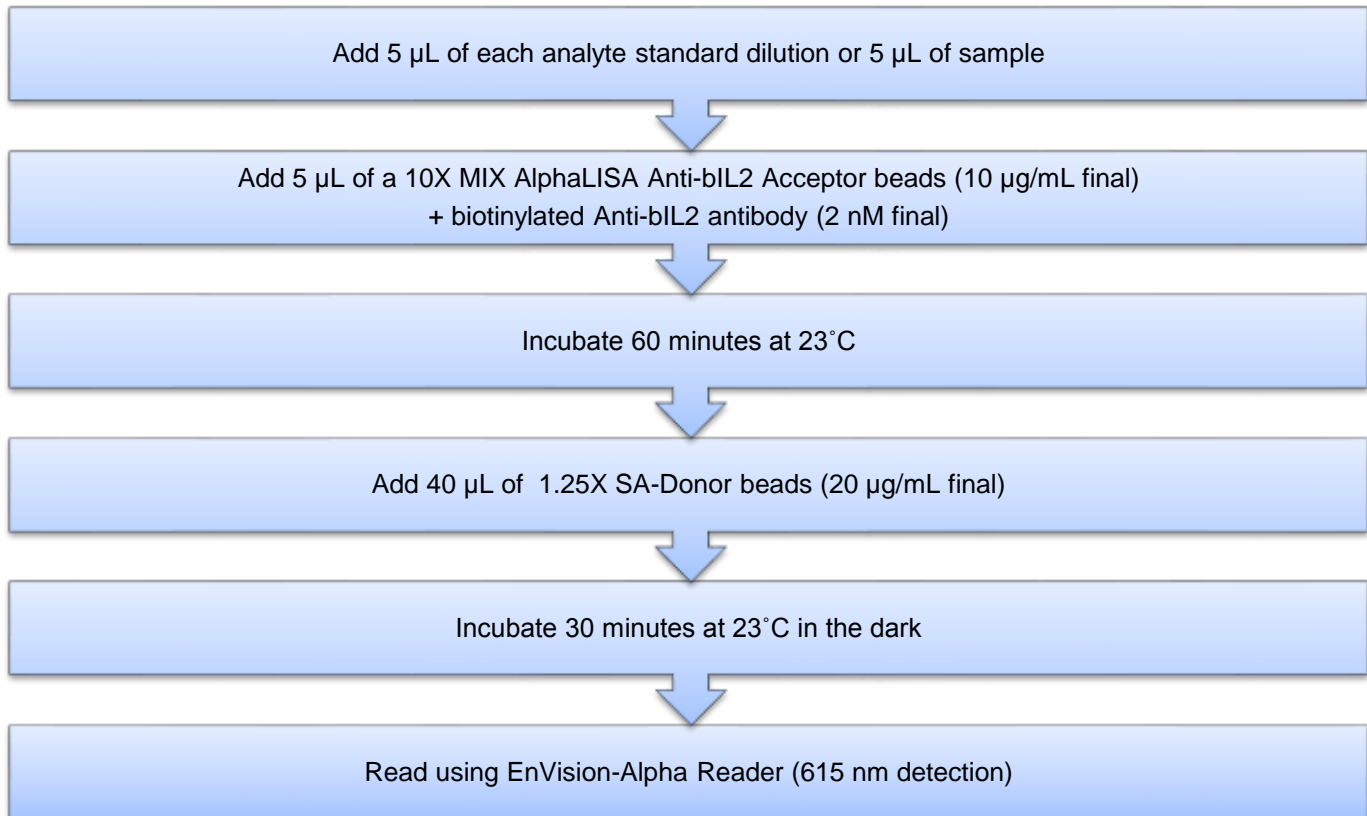 Add 5 µL of each analyte standard dilution or 5 µL of sample
Add 5 µL of a 10X MIX AlphaLISA Anti-bIL2 Acceptor beads (10 µg/mL final)
+ biotinylated Anti-bIL2 antibody (2 nM final)
Incubate 60 minutes at 23˚C
Add 40 µL of  1.25X SA-Donor beads (20 µg/mL final)
Incubate 30 minutes at 23˚C in the dark
Read using EnVision-Alpha Reader (615 nm detection)